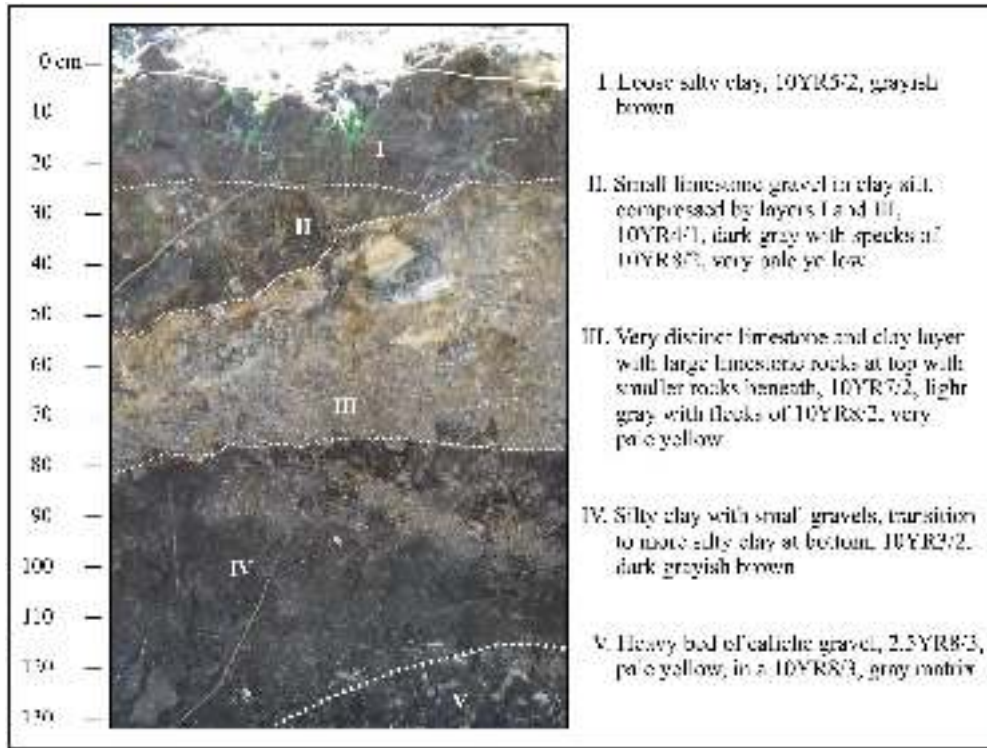 0 cm
10
20
30
40
50
60
70
80
90
100
110
120
130
I
II
III
IV
V
I. Loose silty clay, 10YR5/2, grayish
brown
II. Small limestone gravel in clay silt,
compressed by layers I and III,
10YR4/1, dark gray with specks of
very pale yellow
III. Very distinct limestone and clay layer
with large limestone rocks at top with
smaller rocks beneath, 10YR7/2, light
gray with flecks of 10YR8/2, very
pale yellow
IV. Silty clay with small gravels, transition
to more silty clay at bottom, 10YR3/2,
dark grayish brown
V. Heavy bed of caliche gravel, 2.5YR8/3,
pale yellow, in a 10YR8/3, gray matrix